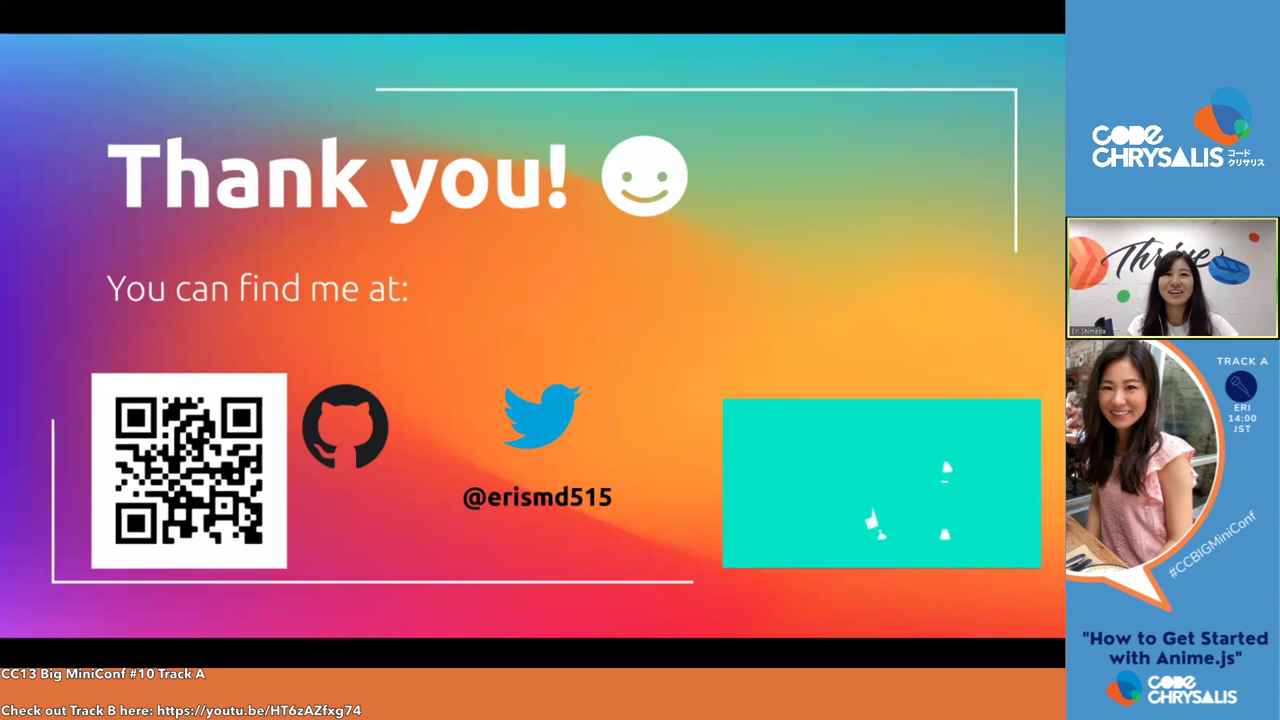 Thank you!
You can find me at:
@erismd515
CC13 Big MiniConf #10 Track A
Check out Track B here: https://youtu.be/HT6zAZfxg74
CODE
CHRYSALIS
コード
クリサリス
Thrive
Eri Shimada
TRACK A
ERI
14:00
JST
#CCBIGMiniConf
"How to Get Started
with Anime.js"
CODE
CHRYSALIS